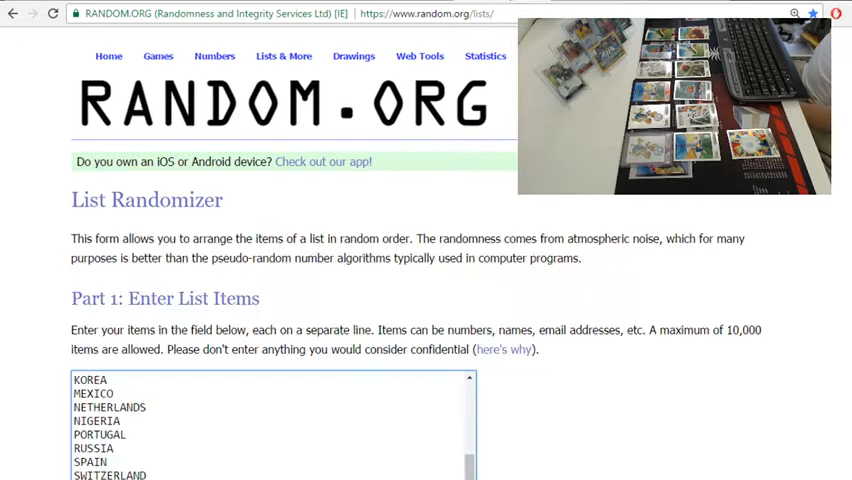 RANDOM.ORG (Randomness and Integrity Services Ltd) [IE] https://www.random.org/lists/
Home Games Numbers Lists & More Drawings Web Tools Statistics
RANDOM.ORG
Do you own an iOS or Android device? Check out our app!
List Randomizer
This form allows you to arrange the items of a list in random order. The randomness comes from atmospheric noise, which for many
purposes is better than the pseudo-random number algorithms typically used in computer programs.
Part 1: Enter List Items
Enter your items in the field below, each on a separate line. Items can be numbers, names, email addresses, etc. A maximum of 10,000
items are allowed. Please don't enter anything you would consider confidential (here's why).
KOREA
MEXICO
NETHERLANDS
NIGERIA
PORTUGAL
RUSSIA
SPAIN
SWITZERLAND